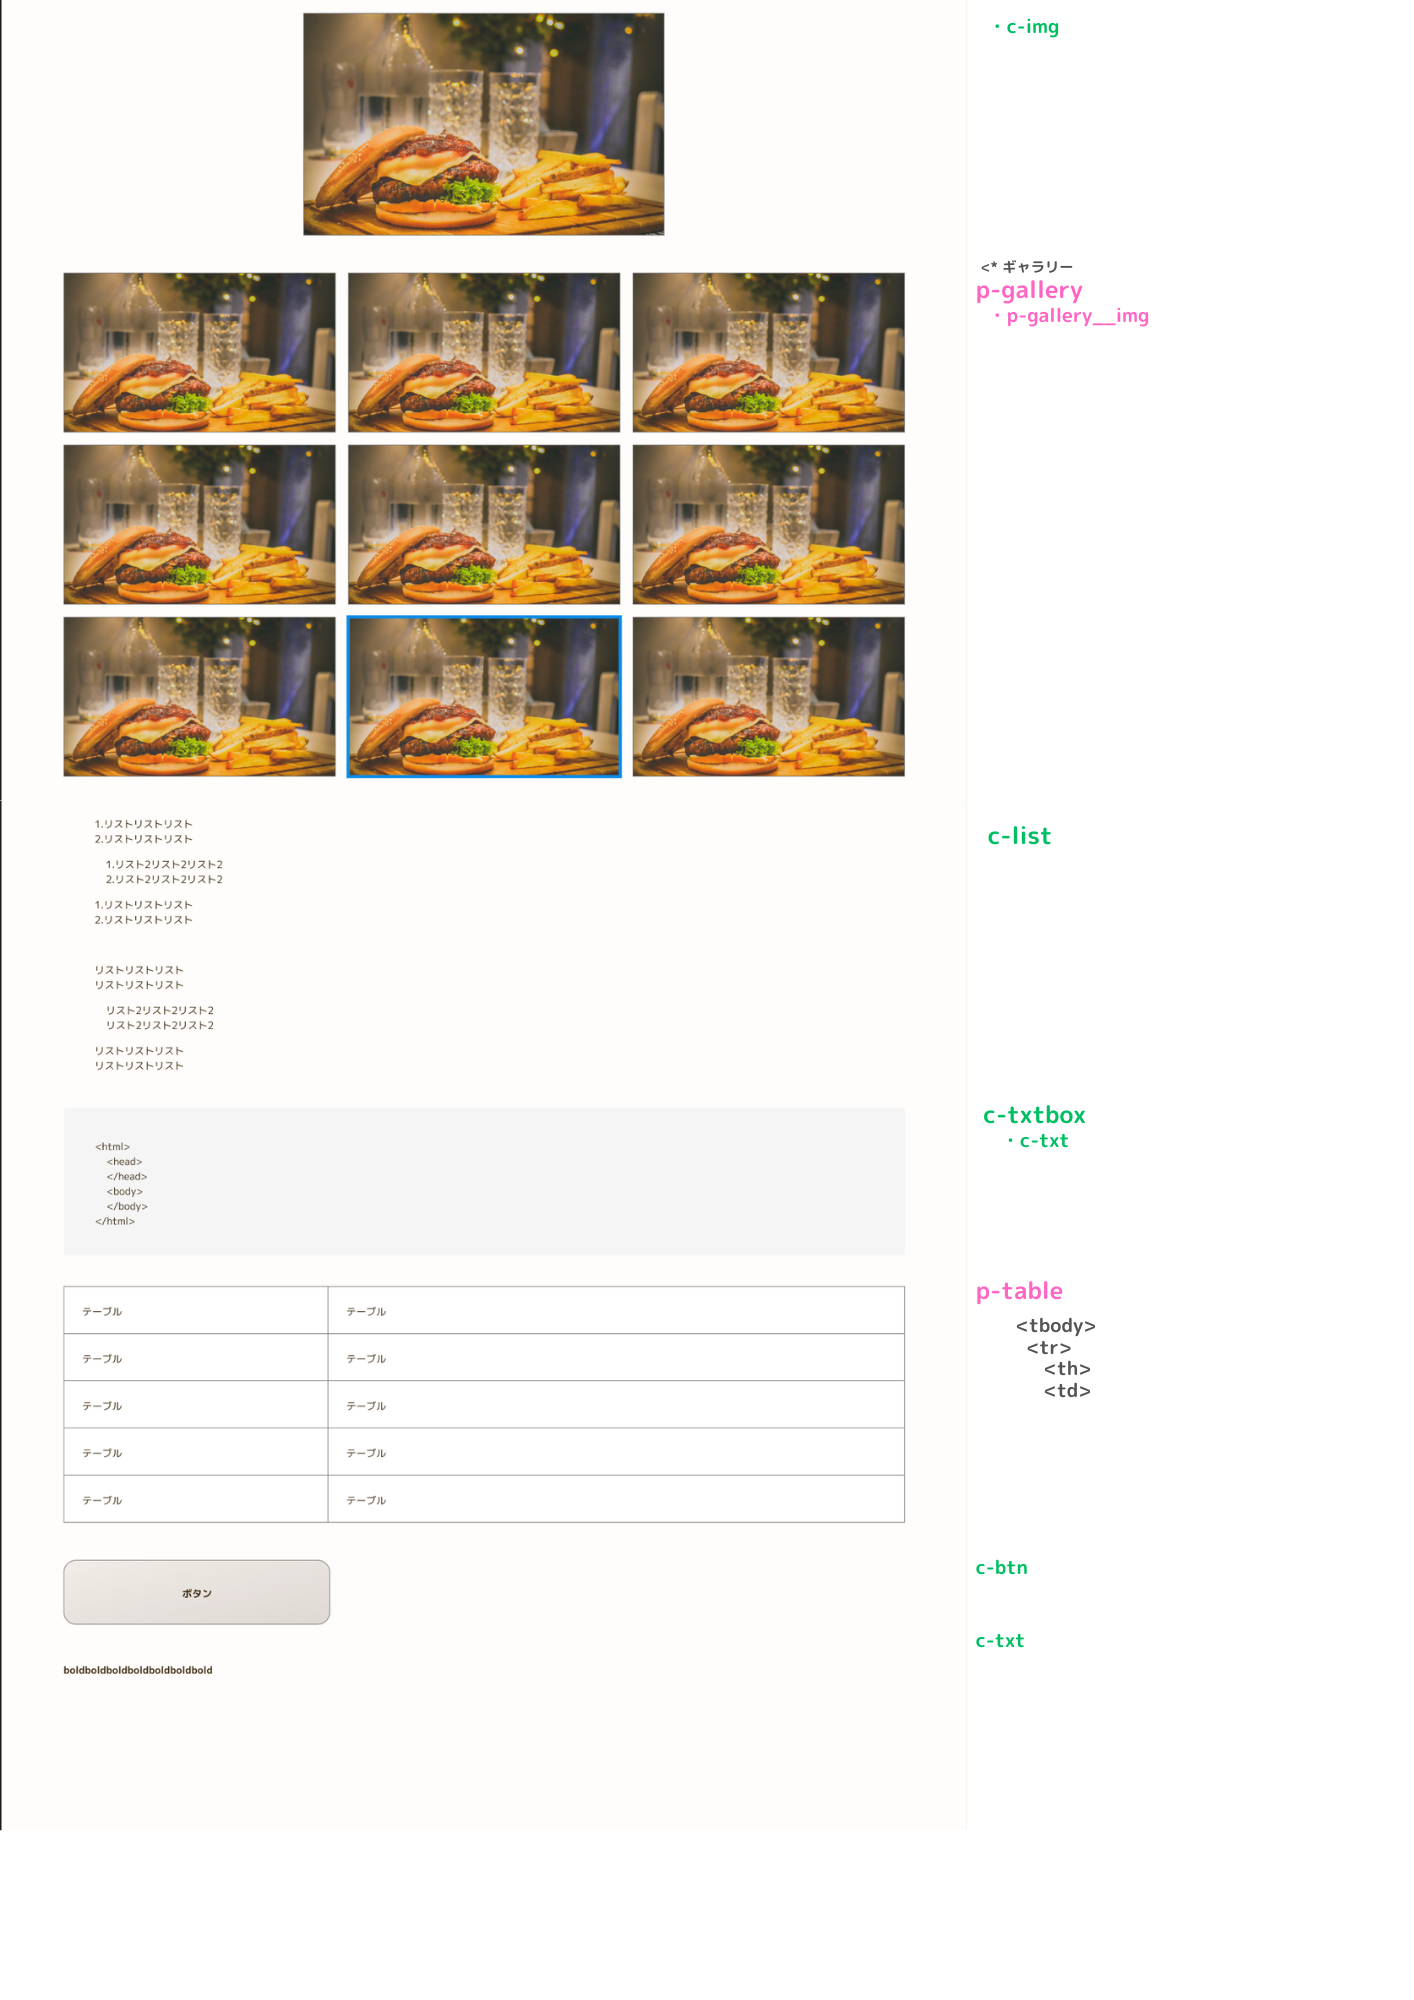 ・c-img
<* ギャラリー
p-gallery
・p-gallery__img
1.リストリストリスト
2.リストリストリスト
1.リスト2リスト2リスト2
2.リスト2リスト2リスト2
1.リストリストリスト
2.リストリストリスト
c-list
リストリストリスト
リストリストリスト
リスト2リスト2リスト2
リスト2リスト2リスト2
リストリストリスト
リストリストリスト
c-txtbox
・c-txt
<html>
<head>
</head>
<body>
</body>
</html>
p-table
<tbody>
<tr>
<th>
<td>
テーブル テーブル
テーブル テーブル
テーブル テーブル
テーブル テーブル
テーブル テーブル
c-btn
ボタン
c-txt
boldboldboldboldboldboldbold